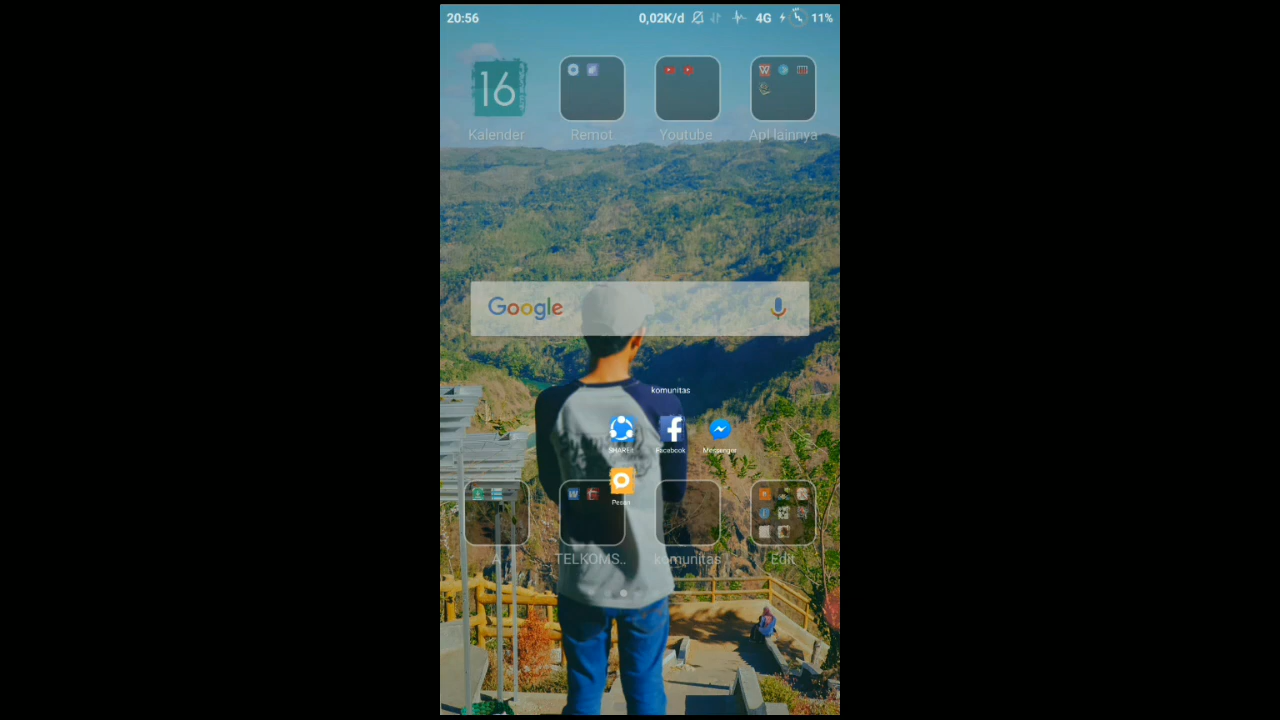 20:56 0,02K/d 4G 11%
16
Kalender Remot Youtube Apl lainnya
Google
komunitas
SHAREit Facebook Messenger
Pesan
A TELKOMS.. komunitas Edit